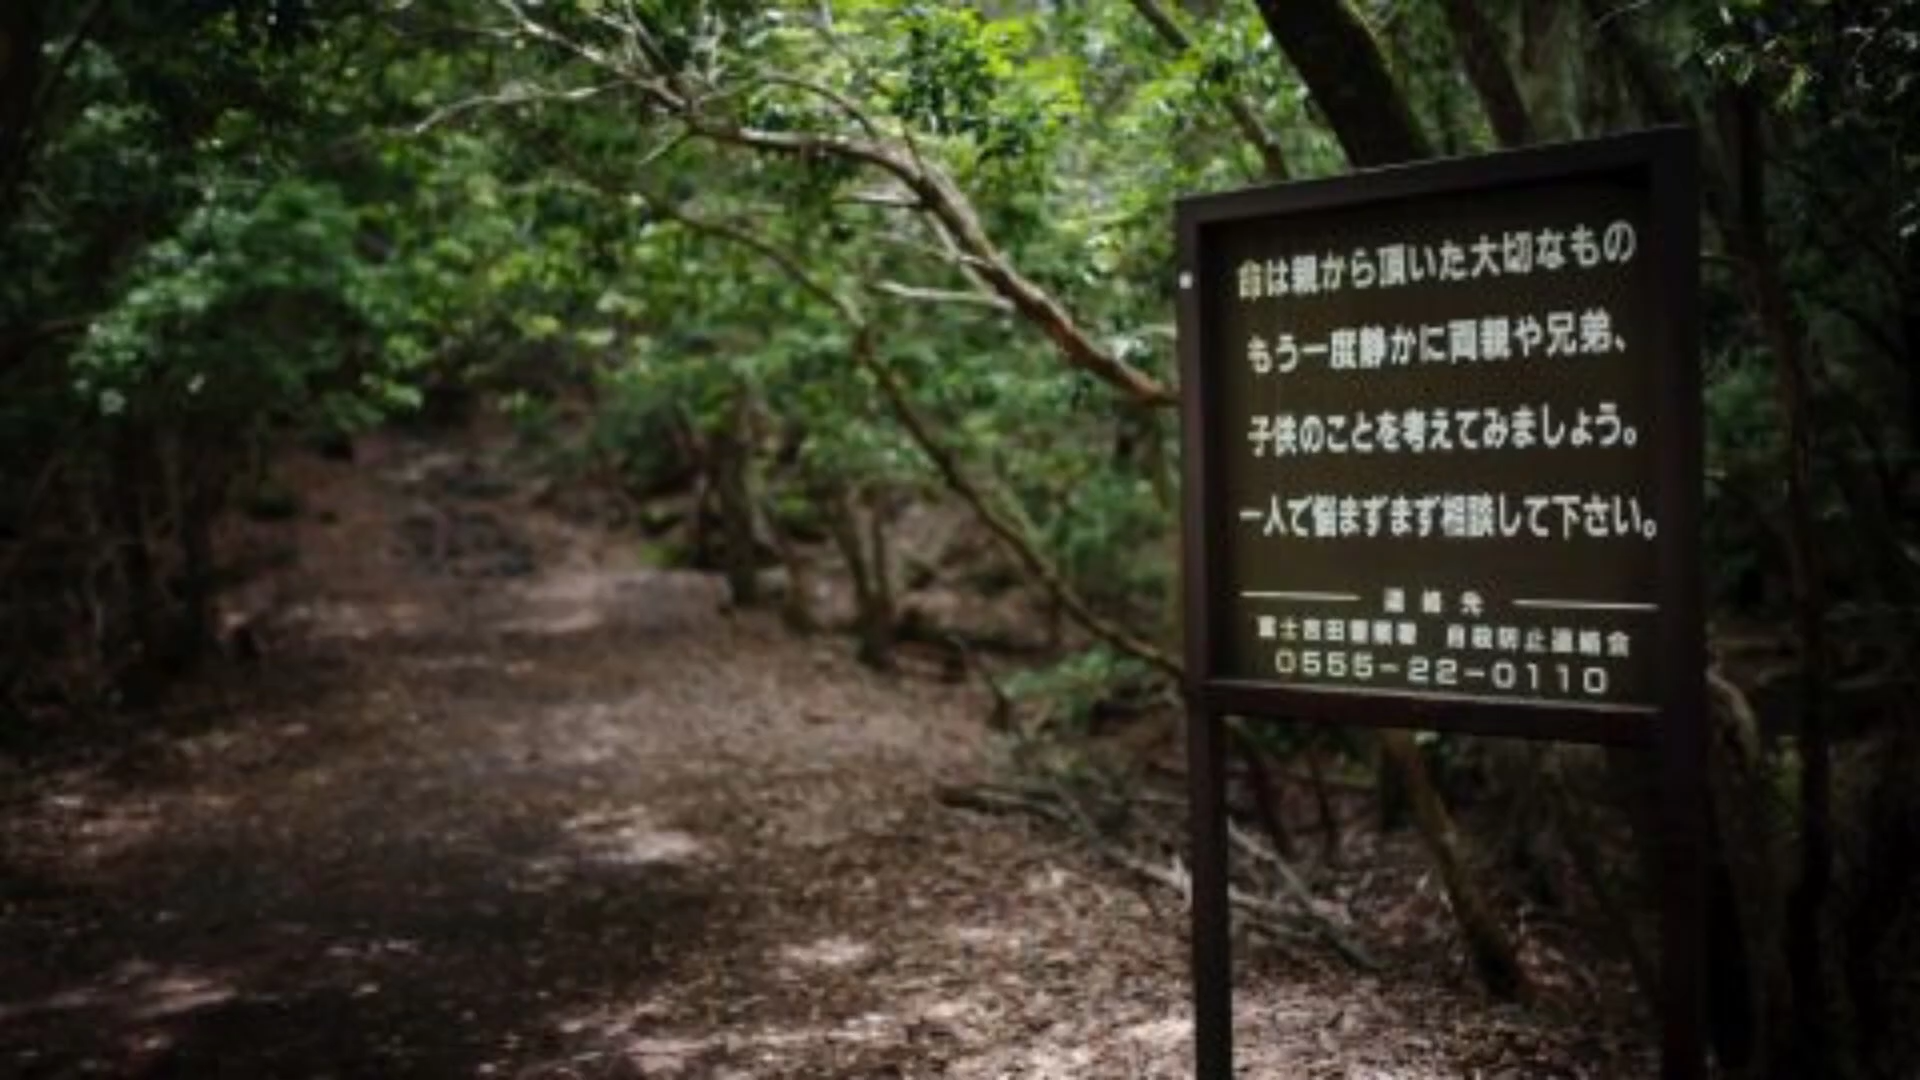 命は親から頂いた大切なもの
もう一度静かに両親や兄弟、
子供のことを考えてみましょう。
一人で悩まずまず相談して下さい。
連絡先
富士吉田警察署 自殺防止連絡会
0555-22-0110